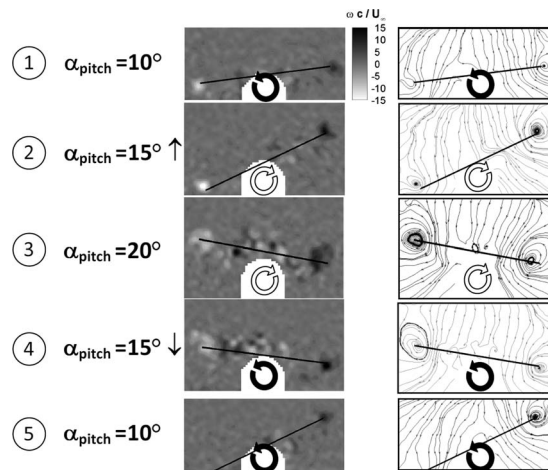 ω c / U∞
15
10
5
0
-5
-10
-15
1 αpitch =10°
2 αpitch =15° ↑
3 αpitch =20°
4 αpitch =15° ↓
5 αpitch =10°